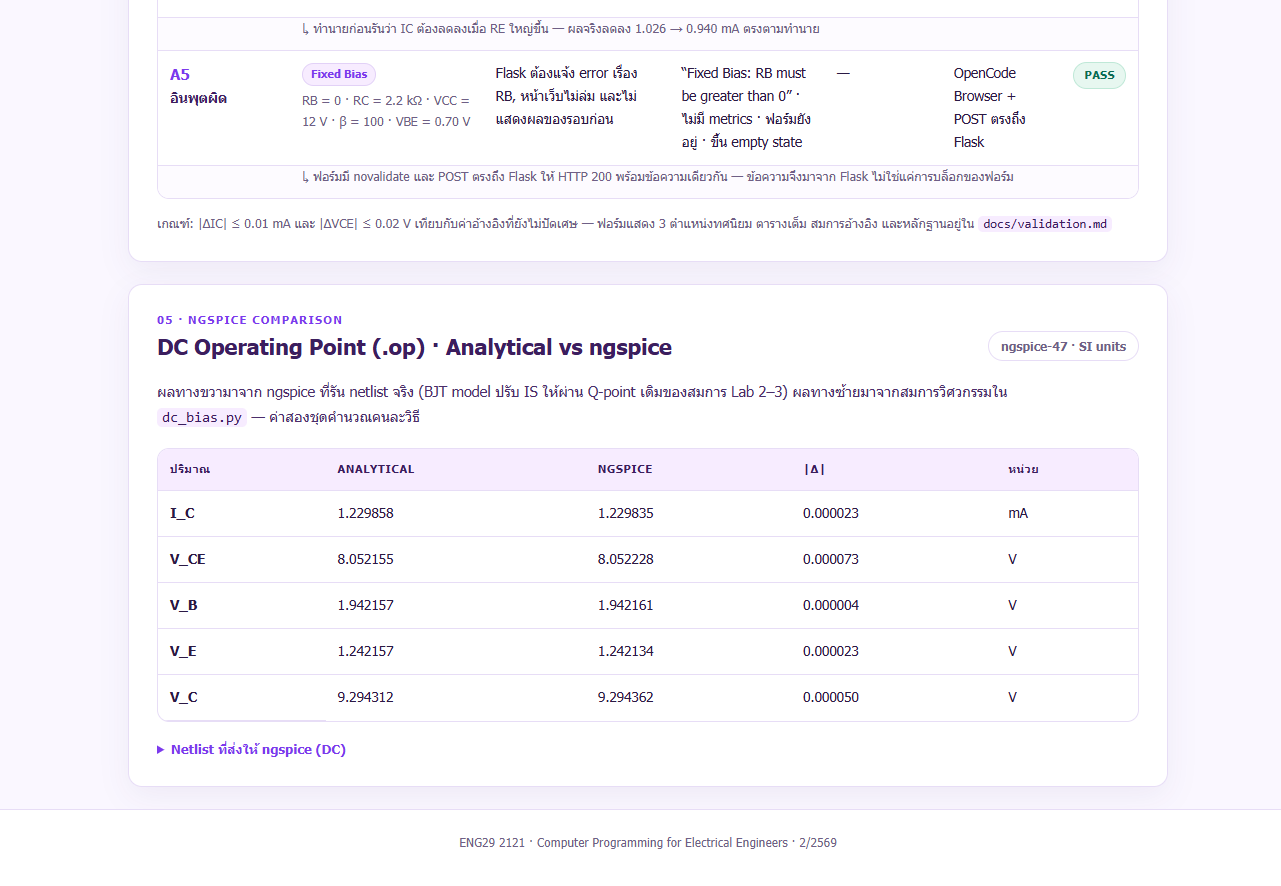 ↳ ทำนายก่อนรันว่า IC ต้องลดลงเมื่อ RE ใหญ่ขึ้น — ผลจริงลดลง 1.026 → 0.940 mA ตรงตามทำนาย
A5
อินพุตผิด
Fixed Bias
RB = 0 · RC = 2.2 kΩ · VCC =
12 V · β = 100 · VBE = 0.70 V
Flask ต้องแจ้ง error เรื่อง
RB, หน้าเว็บไม่ล่ม และไม่
แสดงผลของรอบก่อน
“Fixed Bias: RB must
be greater than 0” ·
ไม่มี metrics · ฟอร์มยัง
อยู่ · ขึ้น empty state
—
OpenCode
Browser +
POST ตรงถึง
Flask
PASS
↳ ฟอร์มมี novalidate และ POST ตรงถึง Flask ให้ HTTP 200 พร้อมข้อความเดียวกัน — ข้อความจึงมาจาก Flask ไม่ใช่แค่การบล็อกของฟอร์ม
เกณฑ์: |ΔIC| ≤ 0.01 mA และ |ΔVCE| ≤ 0.02 V เทียบกับค่าอ้างอิงที่ยังไม่ปัดเศษ — ฟอร์มแสดง 3 ตำแหน่งทศนิยม ตารางเต็ม สมการอ้างอิง และหลักฐานอยู่ใน docs/validation.md
05 · NGSPICE COMPARISON
DC Operating Point (.op) · Analytical vs ngspice
ngspice-47 · SI units
ผลทางขวามาจาก ngspice ที่รัน netlist จริง (BJT model ปรับ IS ให้ผ่าน Q-point เดิมของสมการ Lab 2–3) ผลทางซ้ายมาจากสมการวิศวกรรมใน
dc_bias.py — ค่าสองชุดคำนวณคนละวิธี
ปริมาณ ANALYTICAL NGSPICE |Δ| หน่วย
I_C 1.229858 1.229835 0.000023 mA
V_CE 8.052155 8.052228 0.000073 V
V_B 1.942157 1.942161 0.000004 V
V_E 1.242157 1.242134 0.000023 V
V_C 9.294312 9.294362 0.000050 V
▶ Netlist ที่ส่งให้ ngspice (DC)
ENG29 2121 · Computer Programming for Electrical Engineers · 2/2569